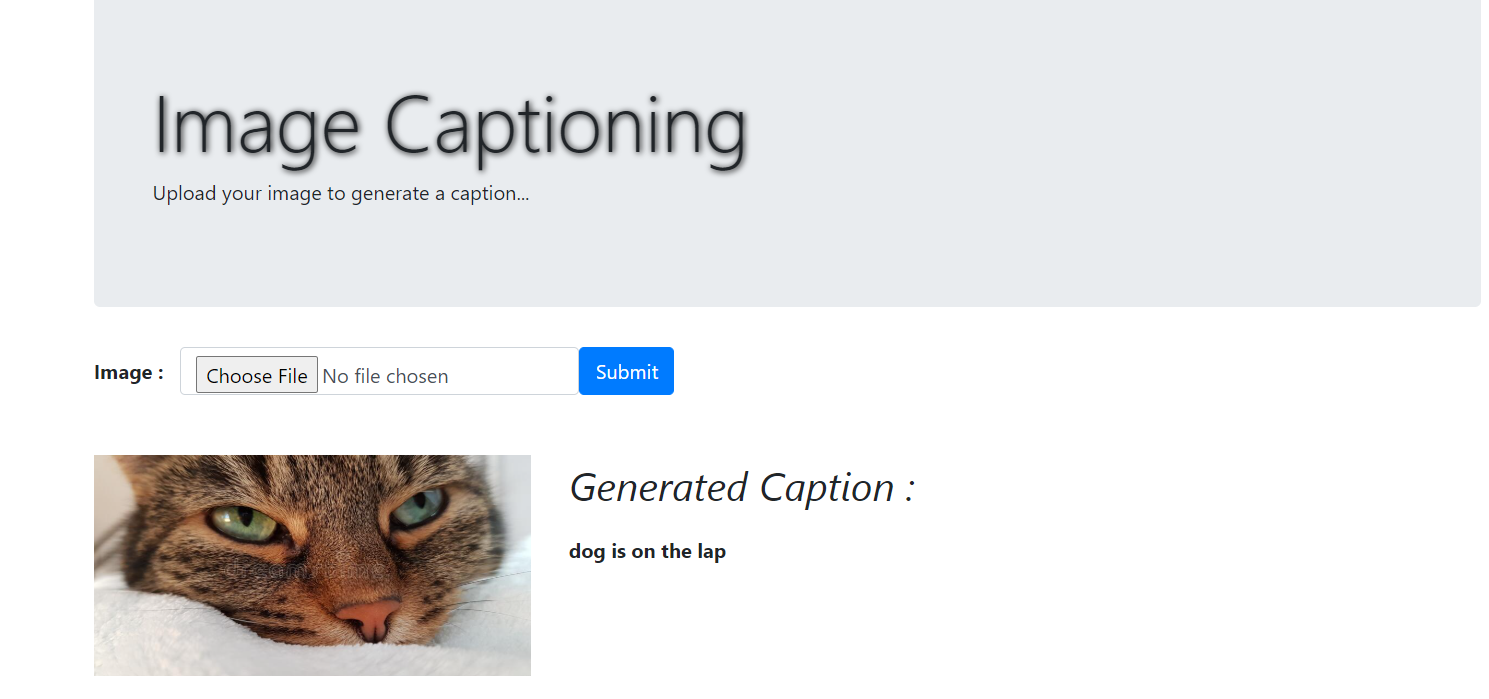 Image Captioning
Upload your image to generate a caption...
Image : Choose File No file chosen Submit
Generated Caption :
dog is on the lap